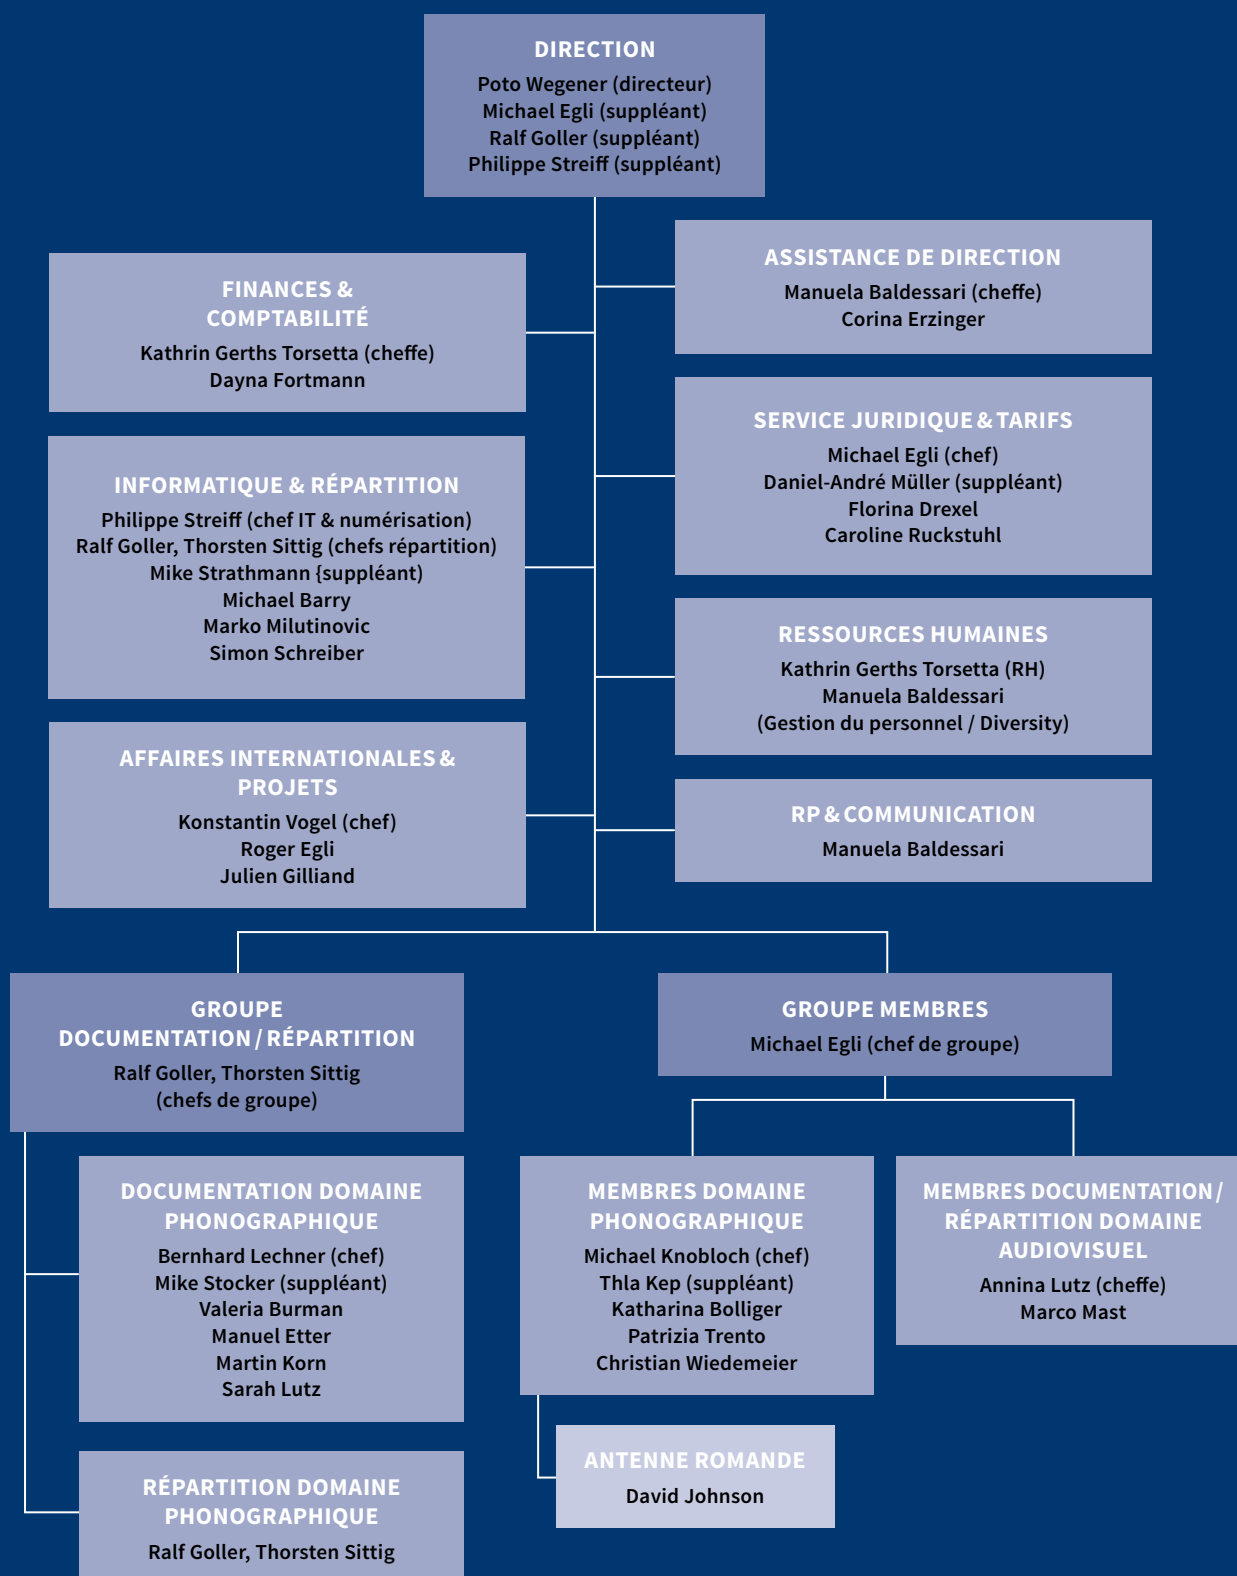 DIRECTION
Poto Wegener (directeur)
Michael Egli (suppléant)
Ralf Goller (suppléant)
Philippe Streiff (suppléant)
FINANCES &
COMPTABILITÉ
Kathrin Gerths Torsetta (cheffe)
Dayna Fortmann
ASSISTANCE DE DIRECTION
Manuela Baldessari (cheffe)
Corina Erzinger
INFORMATIQUE & RÉPARTITION
Philippe Streiff (chef IT & numérisation)
Ralf Goller, Thorsten Sittig (chefs répartition)
Mike Strathmann {suppléant)
Michael Barry
Marko Milutinovic
Simon Schreiber
SERVICE JURIDIQUE & TARIFS
Michael Egli (chef)
Daniel-André Müller (suppléant)
Florina Drexel
Caroline Ruckstuhl
RESSOURCES HUMAINES
Kathrin Gerths Torsetta (RH)
Manuela Baldessari
(Gestion du personnel / Diversity)
AFFAIRES INTERNATIONALES &
PROJETS
Konstantin Vogel (chef)
Roger Egli
Julien Gilliand
RP & COMMUNICATION
Manuela Baldessari
GROUPE
DOCUMENTATION / RÉPARTITION
Ralf Goller, Thorsten Sittig
(chefs de groupe)
GROUPE MEMBRES
Michael Egli (chef de groupe)
DOCUMENTATION DOMAINE
PHONOGRAPHIQUE
Bernhard Lechner (chef)
Mike Stocker (suppléant)
Valeria Burman
Manuel Etter
Martin Korn
Sarah Lutz
MEMBRES DOMAINE
PHONOGRAPHIQUE
Michael Knobloch (chef)
Thla Kep (suppléant)
Katharina Bolliger
Patrizia Trento
Christian Wiedemeier
MEMBRES DOCUMENTATION /
RÉPARTITION DOMAINE
AUDIOVISUEL
Annina Lutz (cheffe)
Marco Mast
ANTENNE ROMANDE
David Johnson
RÉPARTITION DOMAINE
PHONOGRAPHIQUE
Ralf Goller, Thorsten Sittig